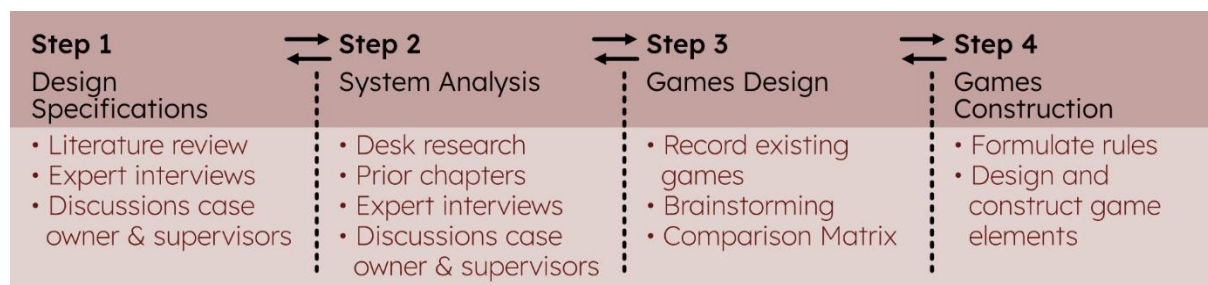 Step 1
Design
Specifications
• Literature review
• Expert interviews
• Discussions case
owner & supervisors
Step 2
System Analysis
• Desk research
• Prior chapters
• Expert interviews
• Discussions case
owner & supervisors
Step 3
Games Design
• Record existing
games
• Brainstorming
• Comparison Matrix
Step 4
Games
Construction
• Formulate rules
• Design and
construct game
elements